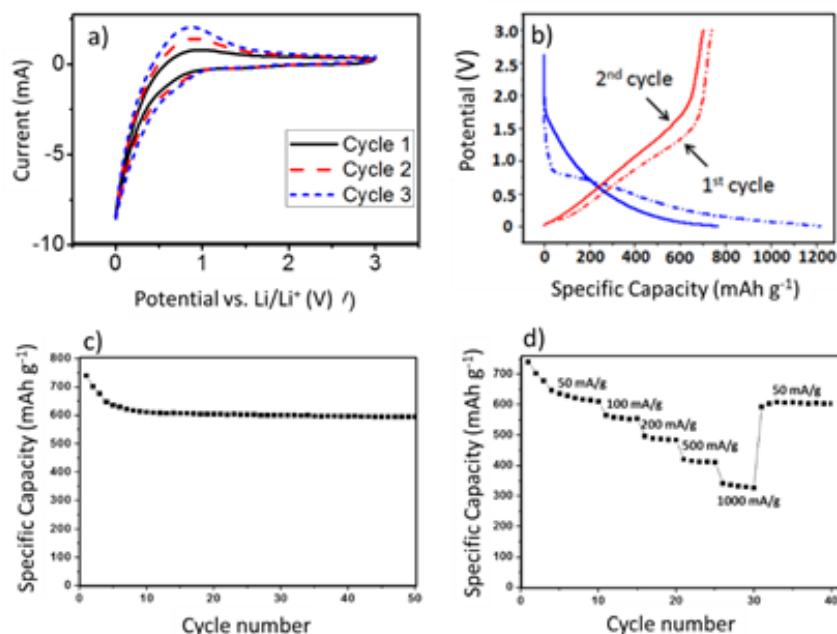 a)
Current (mA)
0
-5
-10
Cycle 1
Cycle 2
Cycle 3
0 1 2 3
Potential vs. Li/Li⁺ (V)
b)
Potential (V)
3.0
2.5
2.0
1.5
1.0
0.5
0
2nd cycle
1st cycle
0 200 400 600 800 1000 1200
Specific Capacity (mAh g⁻¹)
c)
Specific Capacity (mAh g⁻¹)
800
700
600
500
400
300
200
100
0
0 10 20 30 40 50
Cycle number
d)
Specific Capacity (mAh g⁻¹)
700
600
500
400
300
200
100
0
50 mA/g
100 mA/g
200 mA/g
500 mA/g
1000 mA/g
50 mA/g
0 10 20 30 40
Cycle number